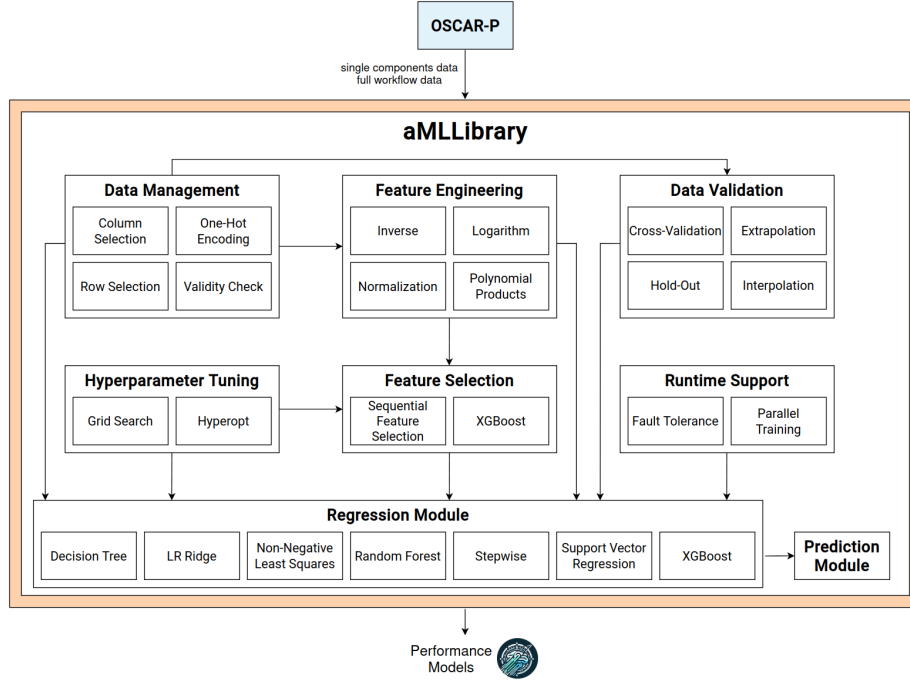 OSCAR-P
single components data
full workflow data
aMLLibrary
Data Management
Column
Selection
One-Hot
Encoding
Row Selection
Validity Check
Feature Engineering
Inverse
Logarithm
Normalization
Polynomial
Products
Data Validation
Cross-Validation
Extrapolation
Hold-Out
Interpolation
Hyperparameter Tuning
Grid Search
Hyperopt
Feature Selection
Sequential
Feature
Selection
XGBoost
Runtime Support
Fault Tolerance
Parallel
Training
Regression Module
Decision Tree
LR Ridge
Non-Negative
Least Squares
Random Forest
Stepwise
Support Vector
Regression
XGBoost
Prediction
Module
Performance
Models